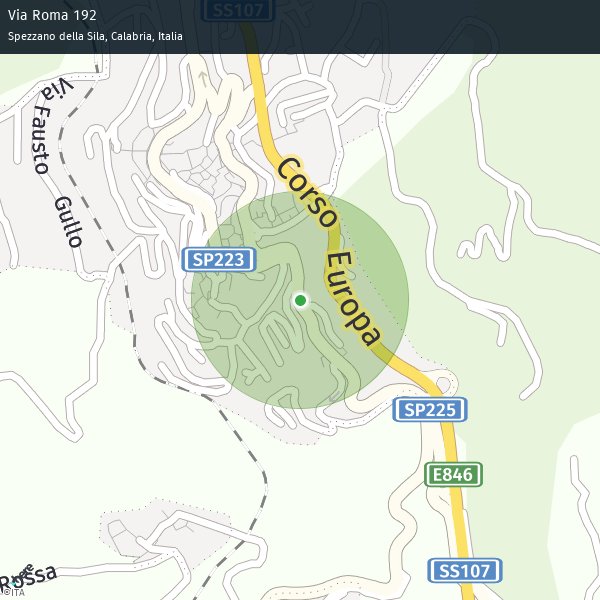 Via Roma 192
Spezzano della Sila, Calabria, Italia
SS107
Via
Fausto
Gullo
Corso
Europa
SP223
SP225
E846
SS107
Rossa
here
©ITA